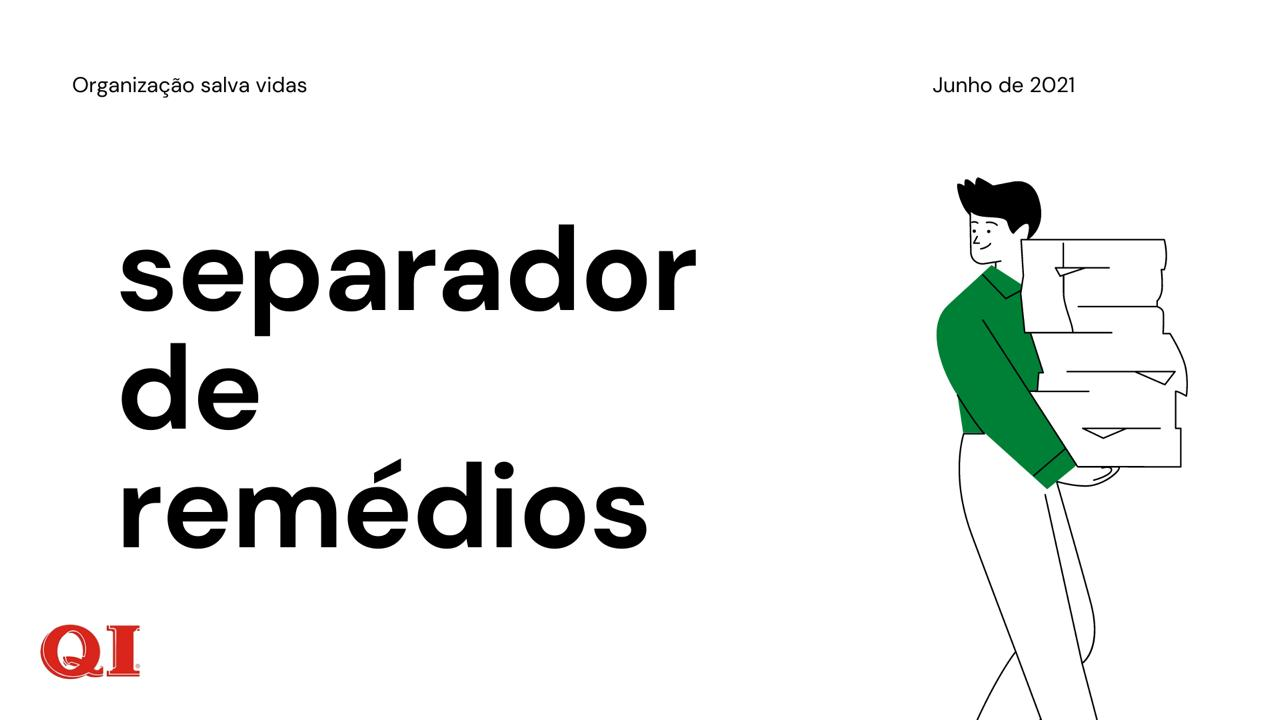 Organização salva vidas
Junho de 2021
separador
de
remédios
QI